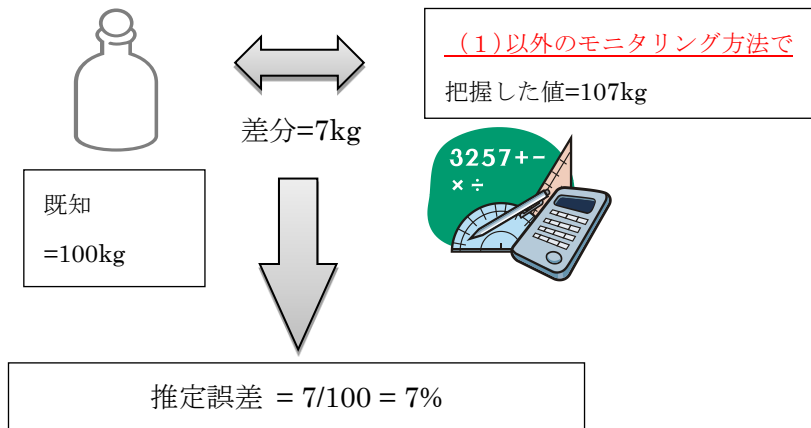 (1)以外のモニタリング方法で
把握した値=107kg
差分=7kg
3257+-
×÷
既知
=100kg
推定誤差 = 7/100 = 7%